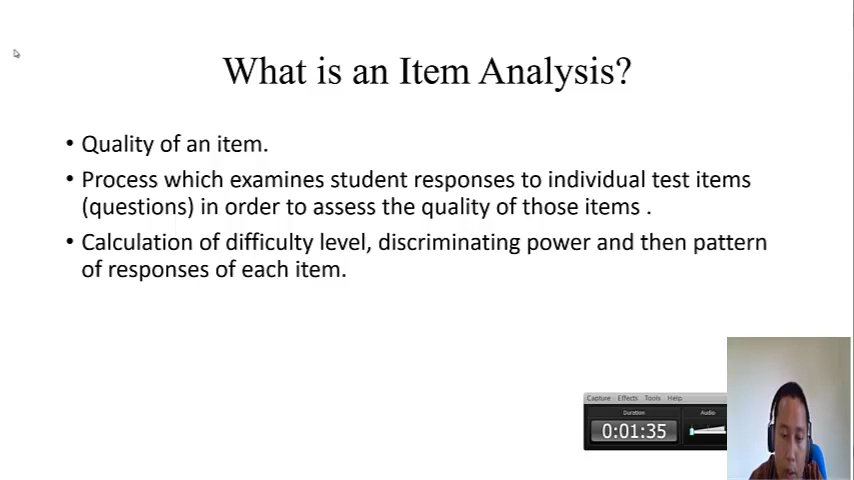 What is an Item Analysis?
• Quality of an item.
• Process which examines student responses to individual test items
(questions) in order to assess the quality of those items .
• Calculation of difficulty level, discriminating power and then pattern
of responses of each item.
Capture Effects Tools Help
Duration Audio
0:01:35